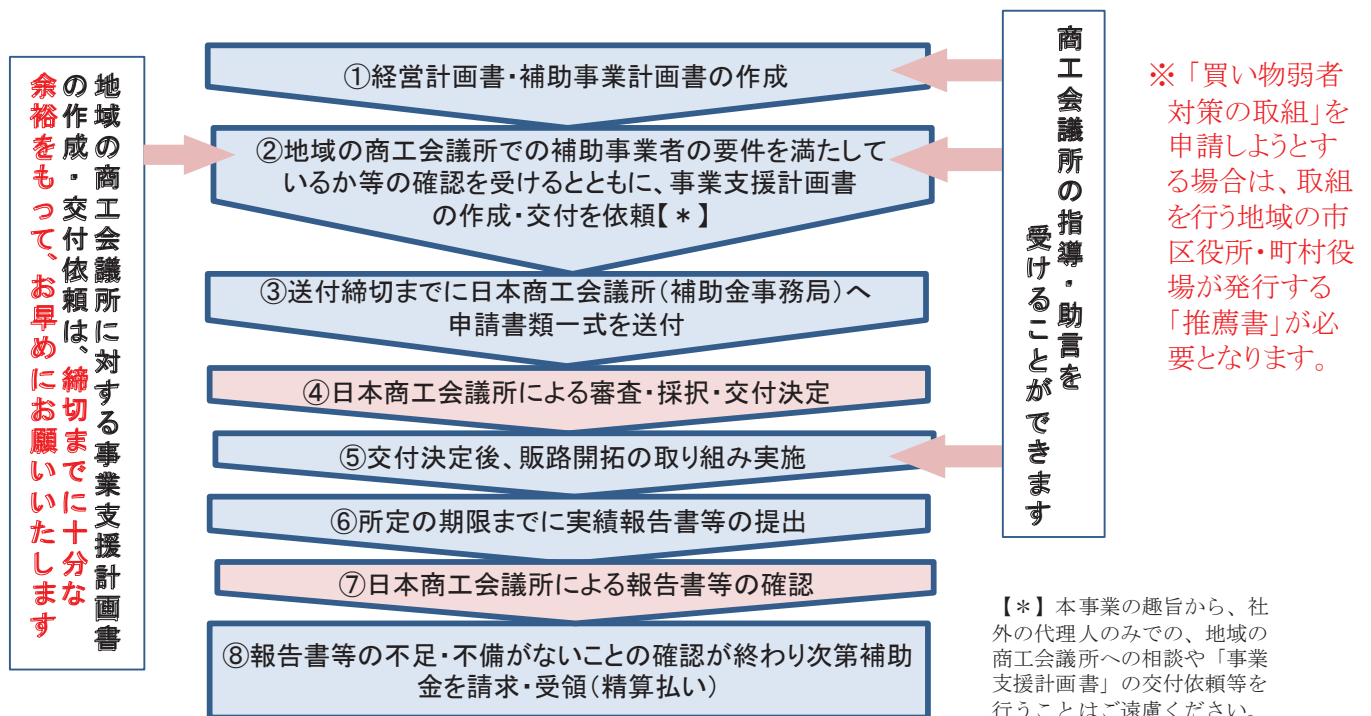 地域の商工会議所に対する事業支援計画書
の作成・交付依頼は、締切までに十分な
余裕をもって、お早めにお願いいたします
①経営計画書・補助事業計画書の作成
②地域の商工会議所での補助事業者の要件を満たして
いるか等の確認を受けるとともに、事業支援計画書
の作成・交付を依頼【＊】
③送付締切までに日本商工会議所（補助金事務局）へ
申請書類一式を送付
④日本商工会議所による審査・採択・交付決定
⑤交付決定後、販路開拓の取り組み実施
⑥所定の期限までに実績報告書等の提出
⑦日本商工会議所による報告書等の確認
⑧報告書等の不足・不備がないことの確認が終わり次第補助
金を請求・受領（精算払い）
商工会議所の指導・助言を
受けることができます
※「買い物弱者
対策の取組」を
申請しようとす
る場合は、取組
を行う地域の市
区役所・町村役
場が発行する
「推薦書」が必
要となります。
【＊】本事業の趣旨から、社
外の代理人のみでの、地域の
商工会議所への相談や「事業
支援計画書」の交付依頼等を
行うことはご遠慮ください。